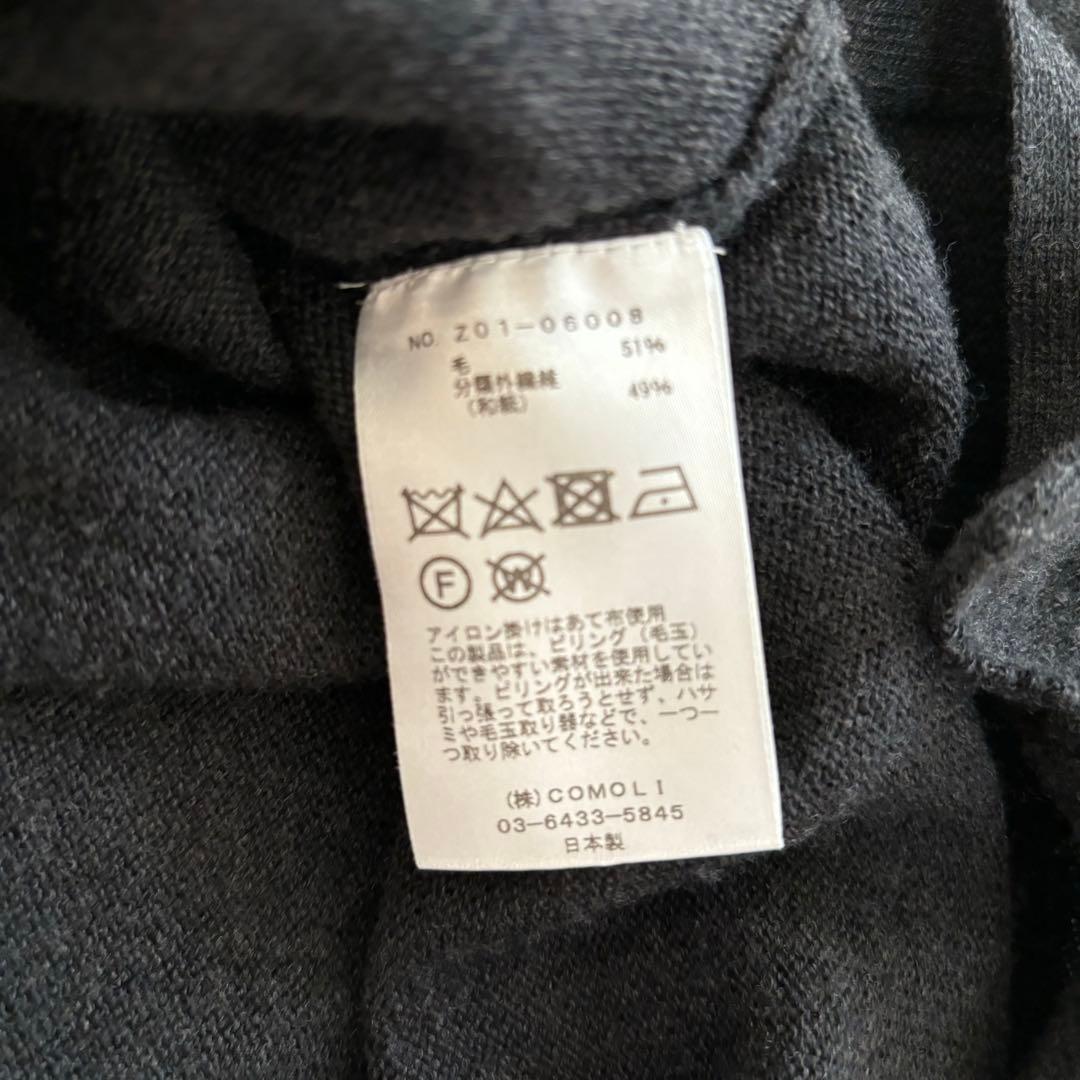 NO. Z01-06008
毛 51%
分類外繊維 49%
(和紙)
F W
アイロン掛けはあて布使用
この製品は、ピリング(毛玉)
ができやすい素材を使用してい
ます。ピリングが出来た場合は
引っ張って取ろうとせず、ハサ
ミや毛玉取り器などで、一つ一
つ取り除いてください。
(株)COMOLI
03-6433-5845
日本製